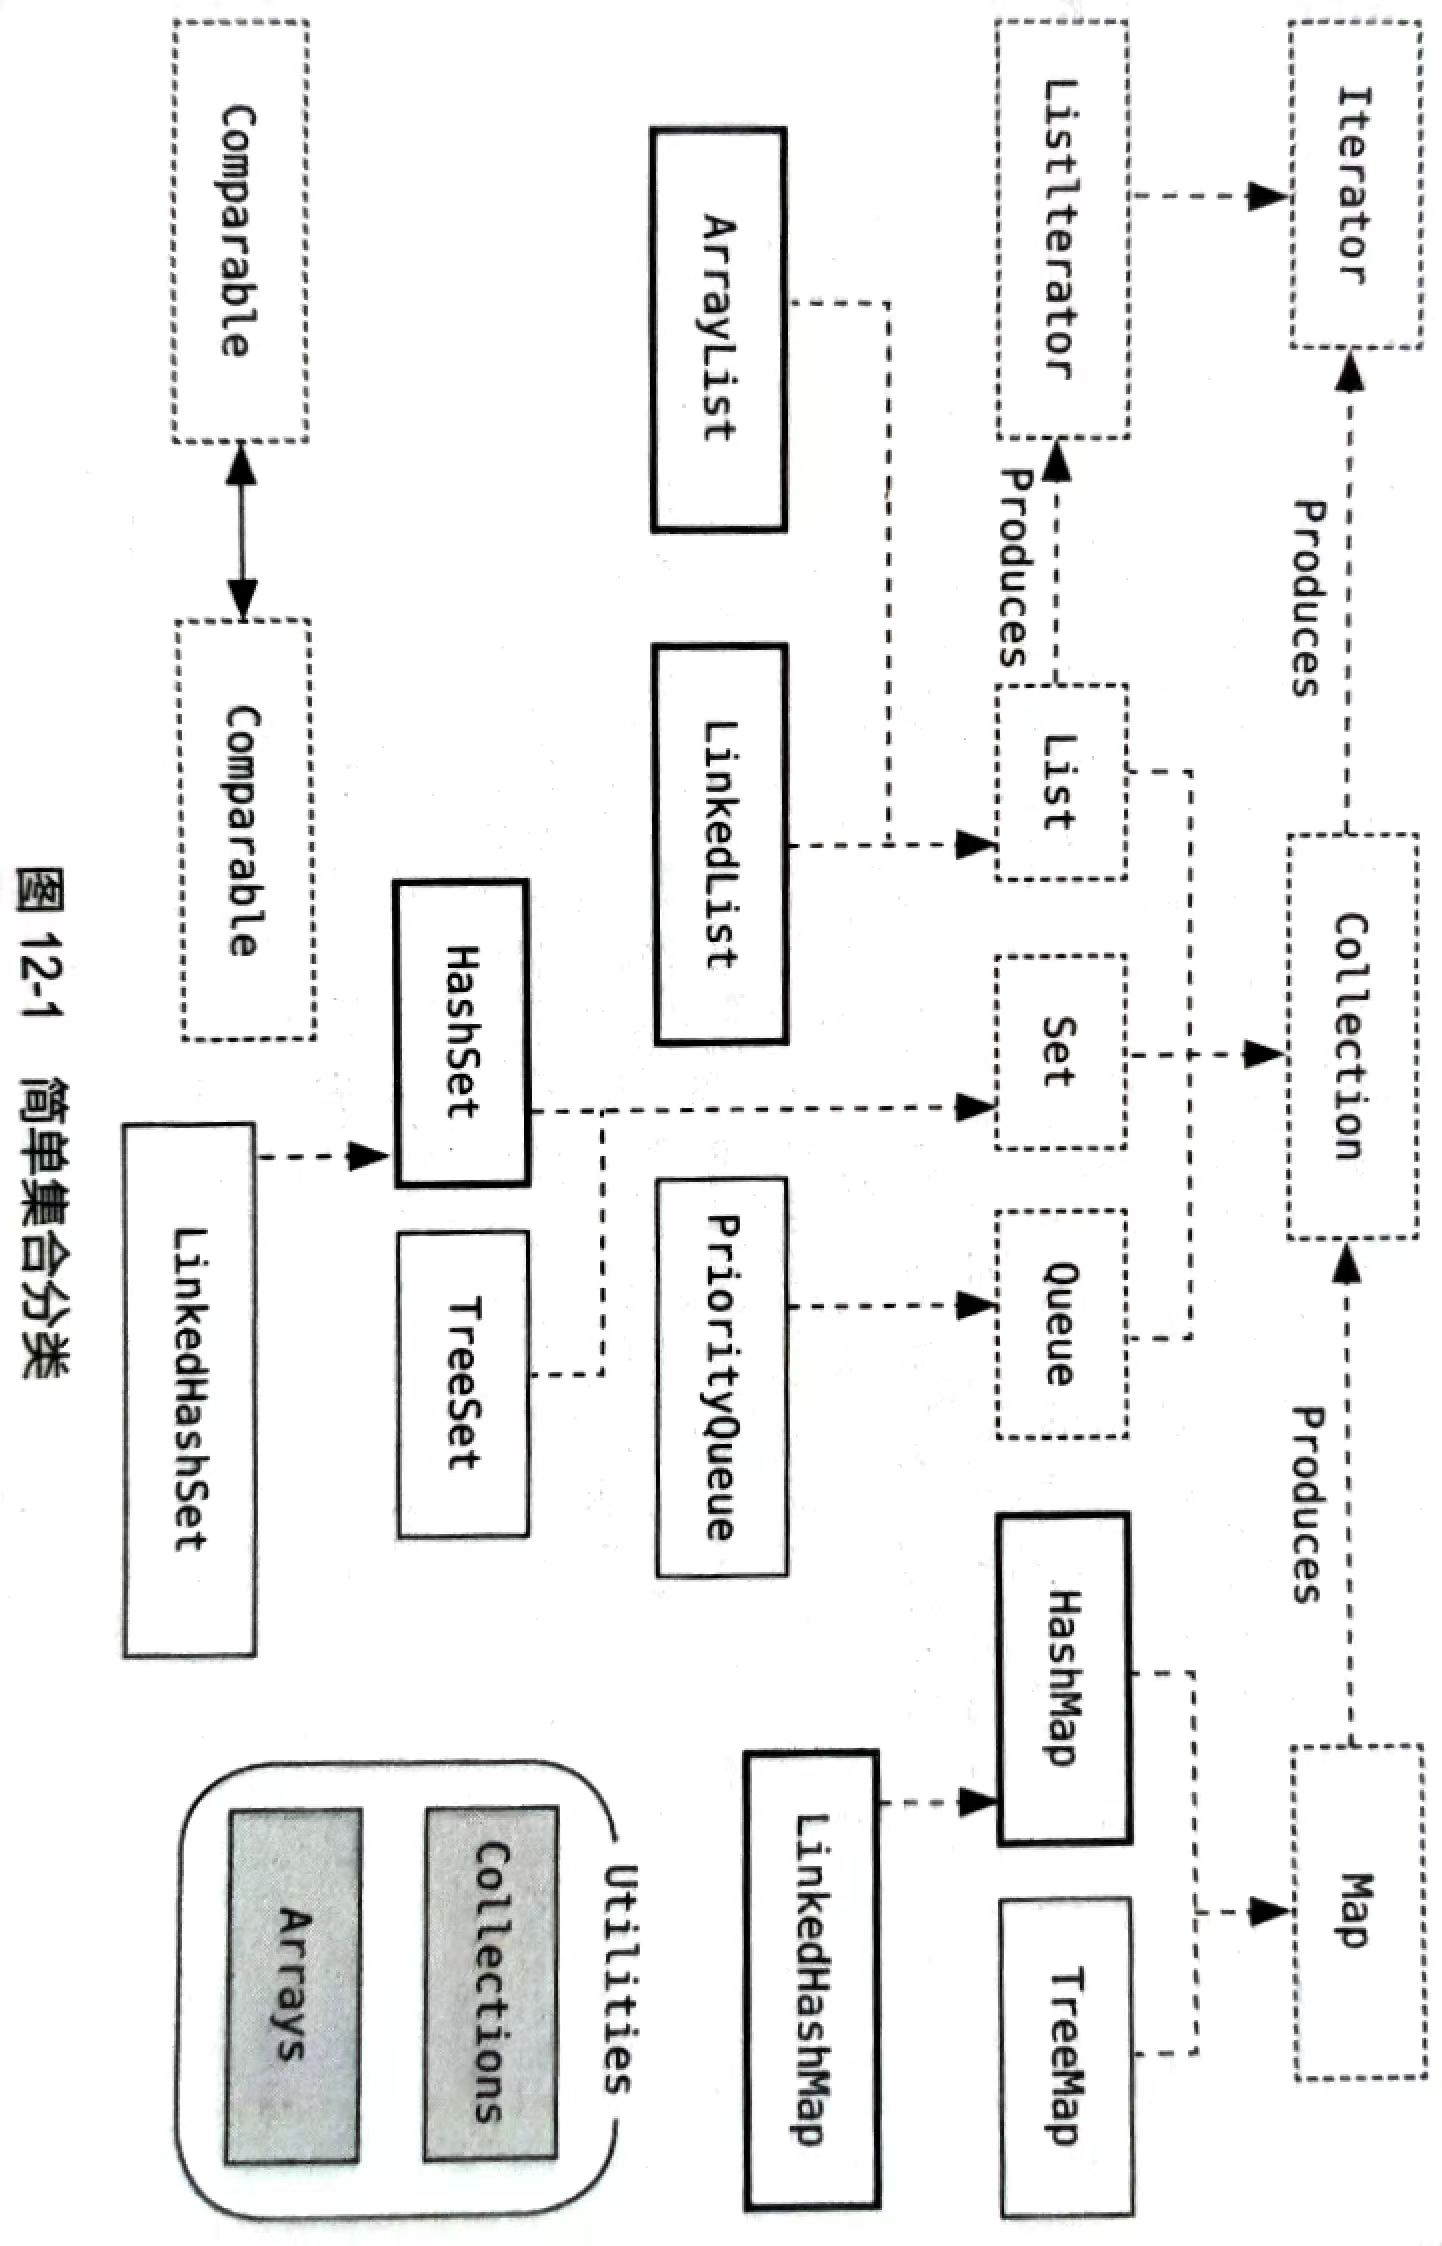 Iterator
Produces
Collection
Produces
Map
ListIterator
Produces
List
Set
Queue
HashMap
TreeMap
ArrayList
LinkedList
PriorityQueue
LinkedHashMap
HashSet
TreeSet
Utilities
Collections
Comparable
Comparable
LinkedHashSet
Arrays
图 12-1 简单集合分类